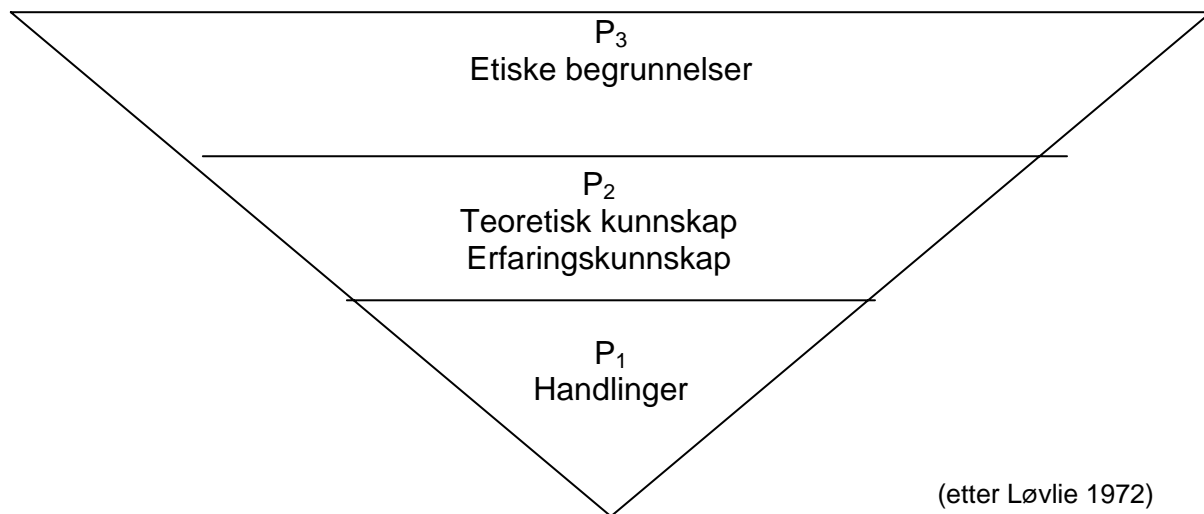 P₃
Etiske begrunnelser
P₂
Teoretisk kunnskap
Erfaringskunnskap
P₁
Handlinger
(etter Løvlie 1972)